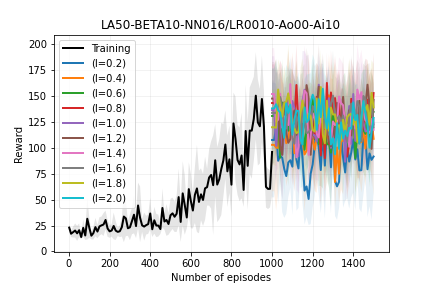 LA50-BETA10-NN016/LR0010-Ao00-Ai10
Reward
200
175
150
125
100
75
50
25
0
Training
(l=0.2)
(l=0.4)
(l=0.6)
(l=0.8)
(l=1.0)
(l=1.2)
(l=1.4)
(l=1.6)
(l=1.8)
(l=2.0)
0 200 400 600 800 1000 1200 1400
Number of episodes